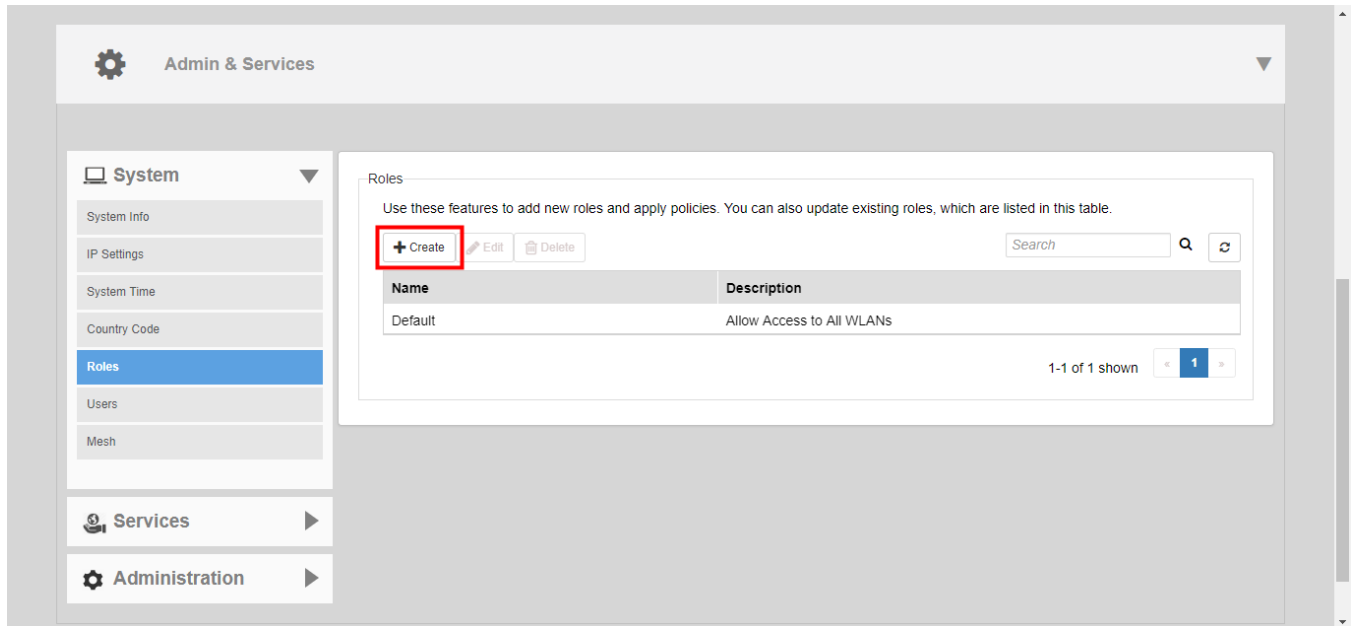 Admin & Services
System
System Info
IP Settings
System Time
Country Code
Roles
Users
Mesh
Services
Administration
Roles
Use these features to add new roles and apply policies. You can also update existing roles, which are listed in this table.
Create Edit Delete Search
Name Description
Default Allow Access to All WLANs
1-1 of 1 shown « 1 »